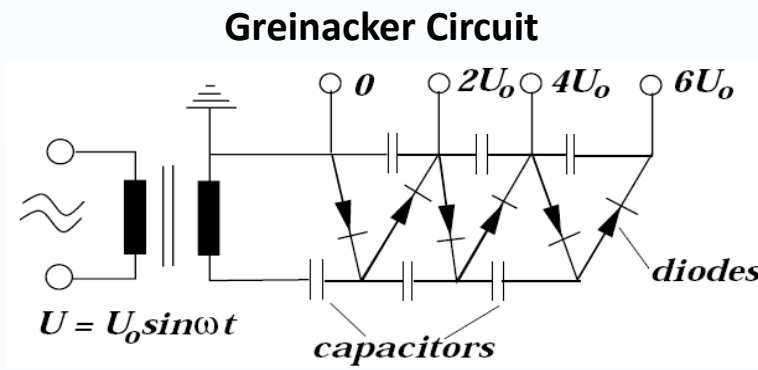 Greinacker Circuit
0 2Uo 4Uo 6Uo
diodes
U = Uosinωt
capacitors